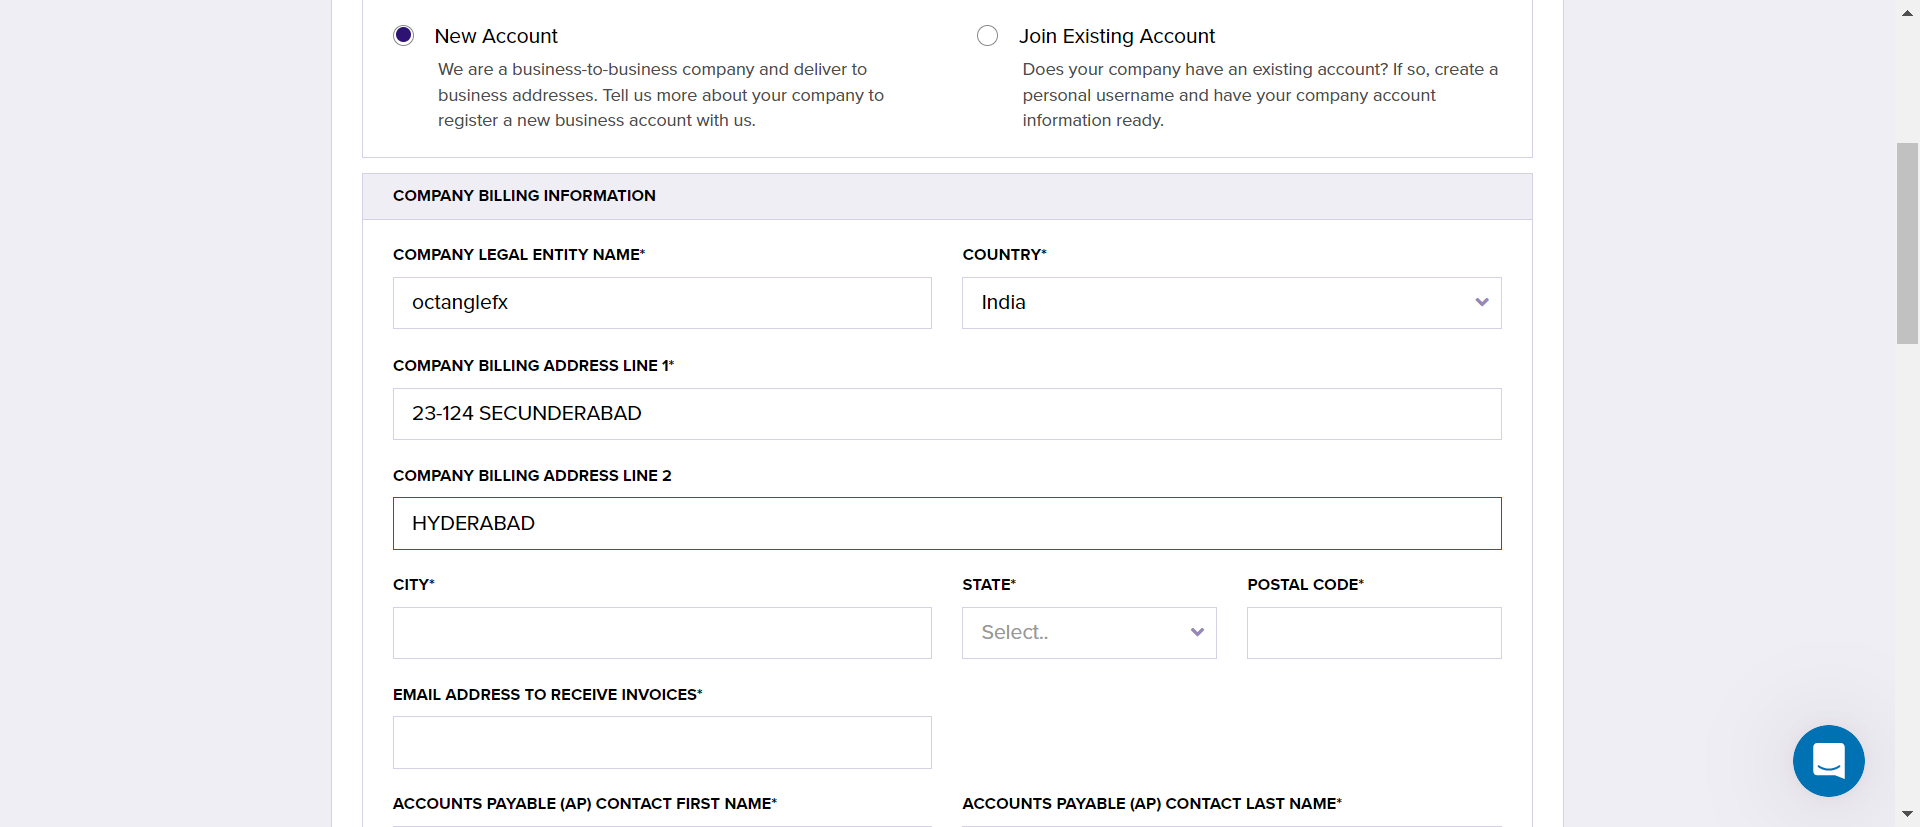 New Account
We are a business-to-business company and deliver to
business addresses. Tell us more about your company to
register a new business account with us.
Join Existing Account
Does your company have an existing account? If so, create a
personal username and have your company account
information ready.
COMPANY BILLING INFORMATION
COMPANY LEGAL ENTITY NAME*
octanglefx
COUNTRY*
India
COMPANY BILLING ADDRESS LINE 1*
23-124 SECUNDERABAD
COMPANY BILLING ADDRESS LINE 2
HYDERABAD
CITY*
STATE*
Select..
POSTAL CODE*
EMAIL ADDRESS TO RECEIVE INVOICES*
ACCOUNTS PAYABLE (AP) CONTACT FIRST NAME*
ACCOUNTS PAYABLE (AP) CONTACT LAST NAME*